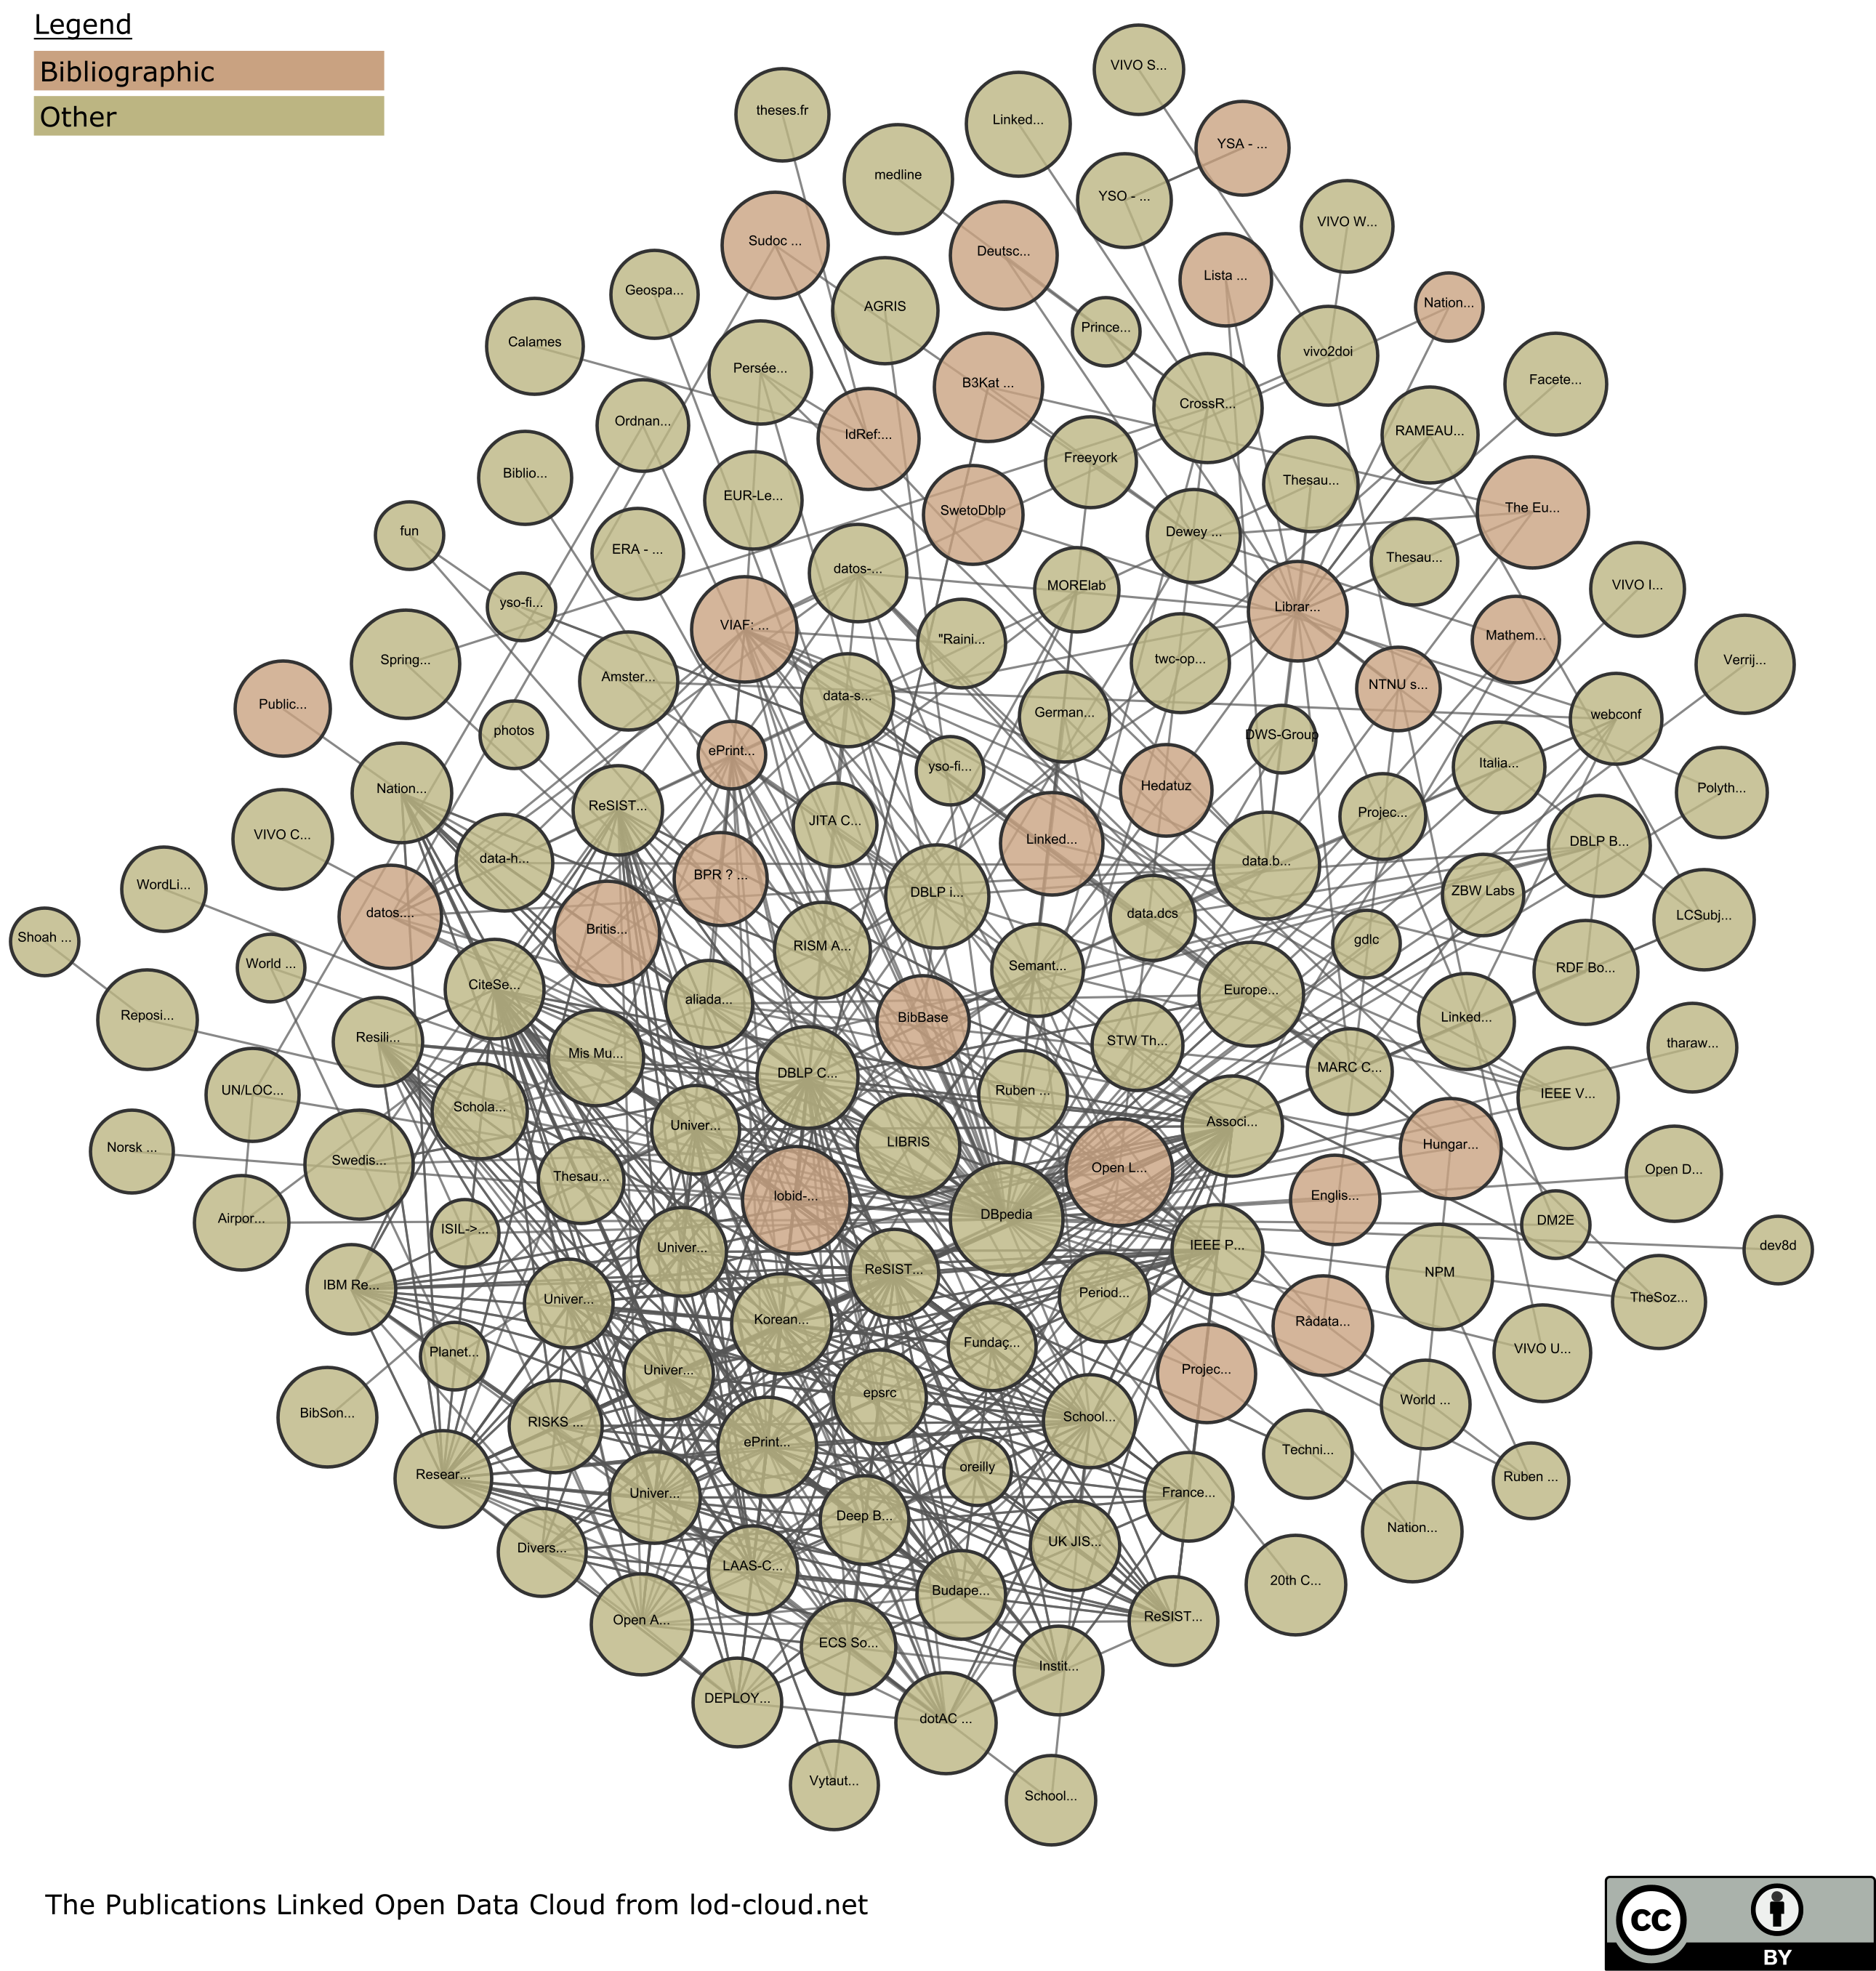 Legend
Bibliographic
Other
VIVO S...
theses.fr
Linked...
YSA - ...
medline
YSO - ...
VIVO W...
Sudoc ...
Deutsc...
Lista ...
Geospa...
AGRIS
Nation...
Prince...
Calames
vivo2doi
Persée...
B3Kat ...
Facete...
CrossR...
Ordnan...
IdRef:...
RAMEAU...
Freeyork
Biblio...
EUR-Le...
Thesau...
SwetoDblp
The Eu...
fun
ERA - ...
Dewey ...
Thesau...
datos-...
MORElab
VIVO I...
yso-fi...
VIAF: ...
Librar...
"Raini...
Mathem...
Spring...
twc-op...
Verrij...
Amster...
NTNU s...
data-s...
Public...
German...
webconf
photos
DWS-Group
ePrint...
yso-fi...
Italia...
Nation...
Hedatuz
Polyth...
ReSIST...
JITA C...
Projec...
VIVO C...
Linked...
DBLP B...
data-h...
data.b...
BPR ? ...
WordLi...
DBLP i...
ZBW Labs
datos....
data.dcs
LCSubj...
Britis...
Shoah ...
RISM A...
gdlc
World ...
Semant...
RDF Bo...
CiteSe...
Europe...
aliada...
Reposi...
BibBase
Linked...
Resili...
STW Th...
tharaw...
Mis Mu...
DBLP C...
MARC C...
UN/LOC...
Ruben ...
IEEE V...
Schola...
Univer...
Associ...
Norsk ...
LIBRIS
Hungar...
Swedis...
Open L...
Open D...
Thesau...
lobid-...
Englis...
Airpor...
DBpedia
DM2E
ISIL->...
Univer...
IEEE P...
dev8d
ReSIST...
NPM
IBM Re...
Period...
TheSoz...
Univer...
Korean...
Rådata...
Fundaç...
VIVO U...
Planet...
Univer...
Projec...
epsrc
World ...
BibSon...
RISKS ...
School...
ePrint...
Techni...
Resear...
oreilly
Ruben ...
Univer...
France...
Deep B...
Nation...
Divers...
UK JIS...
LAAS-C...
20th C...
Budape...
Open A...
ReSIST...
ECS So...
Instit...
DEPLOY...
dotAC ...
Vytaut...
School...
The Publications Linked Open Data Cloud from lod-cloud.net
cc
BY